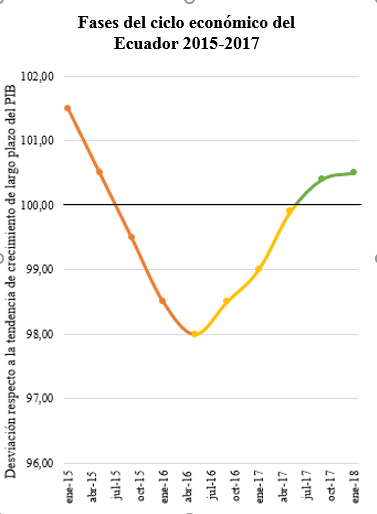 Fases del ciclo económico del
Ecuador 2015-2017
Desviación respecto a la tendencia de crecimiento de largo plazo del PIB
102,00
101,00
100,00
99,00
98,00
97,00
96,00
ene-15
abr-15
jul-15
oct-15
ene-16
abr-16
jul-16
oct-16
ene-17
abr-17
jul-17
oct-17
ene-18